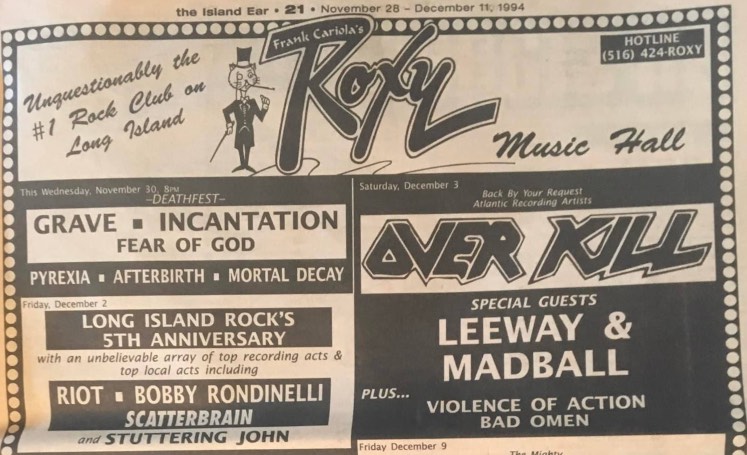 the Island Ear • 21 • November 28 – December 11, 1994
Unquestionably the
#1 Rock Club on
Long Island
Frank Cariola's
Roxy
Music Hall
HOTLINE
(516) 424-ROXY
This Wednesday, November 30, 8PM
–DEATHFEST–
GRAVE ▪ INCANTATION
FEAR OF GOD
PYREXIA ▪ AFTERBIRTH ▪ MORTAL DECAY
Friday, December 2
LONG ISLAND ROCK'S
5TH ANNIVERSARY
with an unbelievable array of top recording acts &
top local acts including
RIOT ▪ BOBBY RONDINELLI
SCATTERBRAIN
and STUTTERING JOHN
Saturday, December 3
Back By Your Request
Atlantic Recording Artists
OVER KILL
SPECIAL GUESTS
LEEWAY &
MADBALL
PLUS...
VIOLENCE OF ACTION
BAD OMEN
Friday December 9
The Mighty